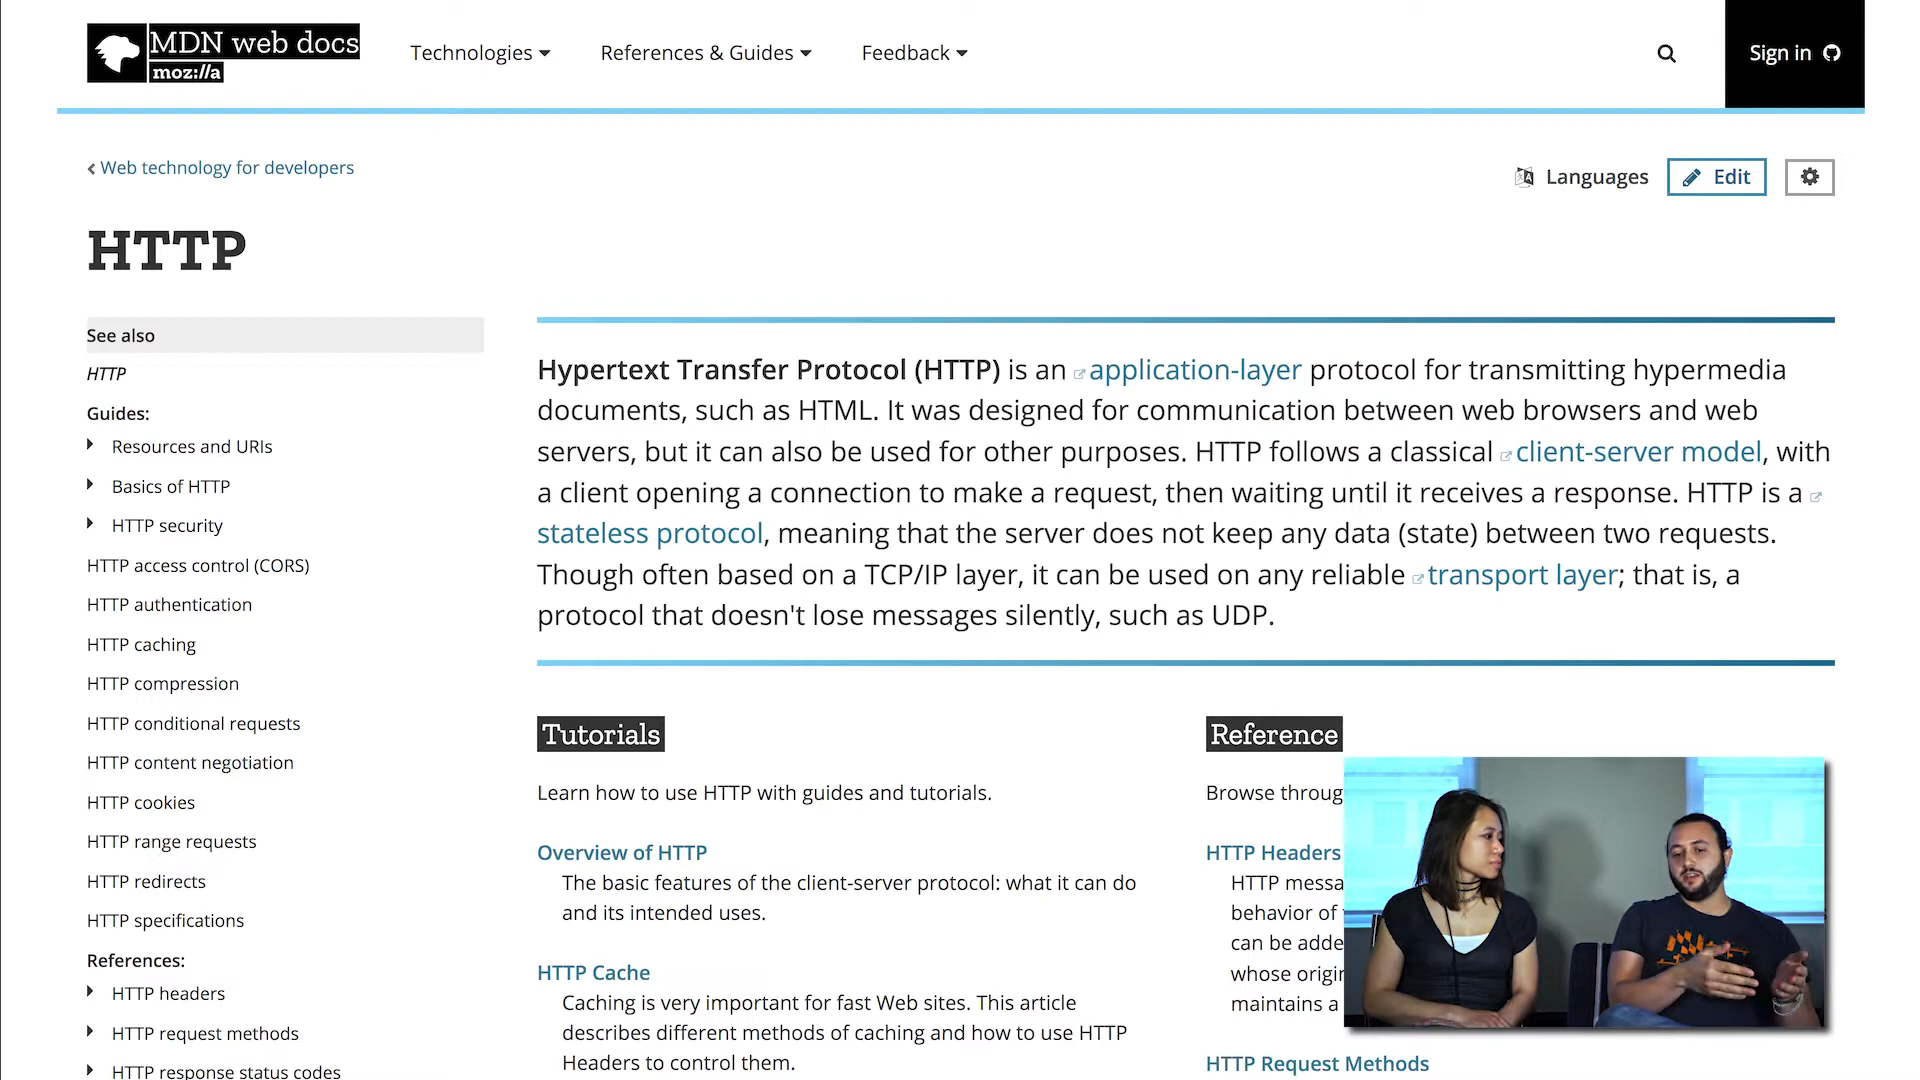 MDN web docs
moz://a
Technologies
References & Guides
Feedback
Sign in
Web technology for developers
Languages
Edit
HTTP
See also
HTTP
Guides:
Resources and URIs
Basics of HTTP
HTTP security
HTTP access control (CORS)
HTTP authentication
HTTP caching
HTTP compression
HTTP conditional requests
HTTP content negotiation
HTTP cookies
HTTP range requests
HTTP redirects
HTTP specifications
References:
HTTP headers
HTTP request methods
HTTP response status codes
Hypertext Transfer Protocol (HTTP) is an application-layer protocol for transmitting hypermedia
documents, such as HTML. It was designed for communication between web browsers and web
servers, but it can also be used for other purposes. HTTP follows a classical client-server model, with
a client opening a connection to make a request, then waiting until it receives a response. HTTP is a
stateless protocol, meaning that the server does not keep any data (state) between two requests.
Though often based on a TCP/IP layer, it can be used on any reliable transport layer; that is, a
protocol that doesn't lose messages silently, such as UDP.
Tutorials
Learn how to use HTTP with guides and tutorials.
Overview of HTTP
The basic features of the client-server protocol: what it can do
and its intended uses.
HTTP Cache
Caching is very important for fast Web sites. This article
describes different methods of caching and how to use HTTP
Headers to control them.
Reference
Browse
HTTP Headers
HTTP
behavior of
can be
whose
maintains a
HTTP Request Methods